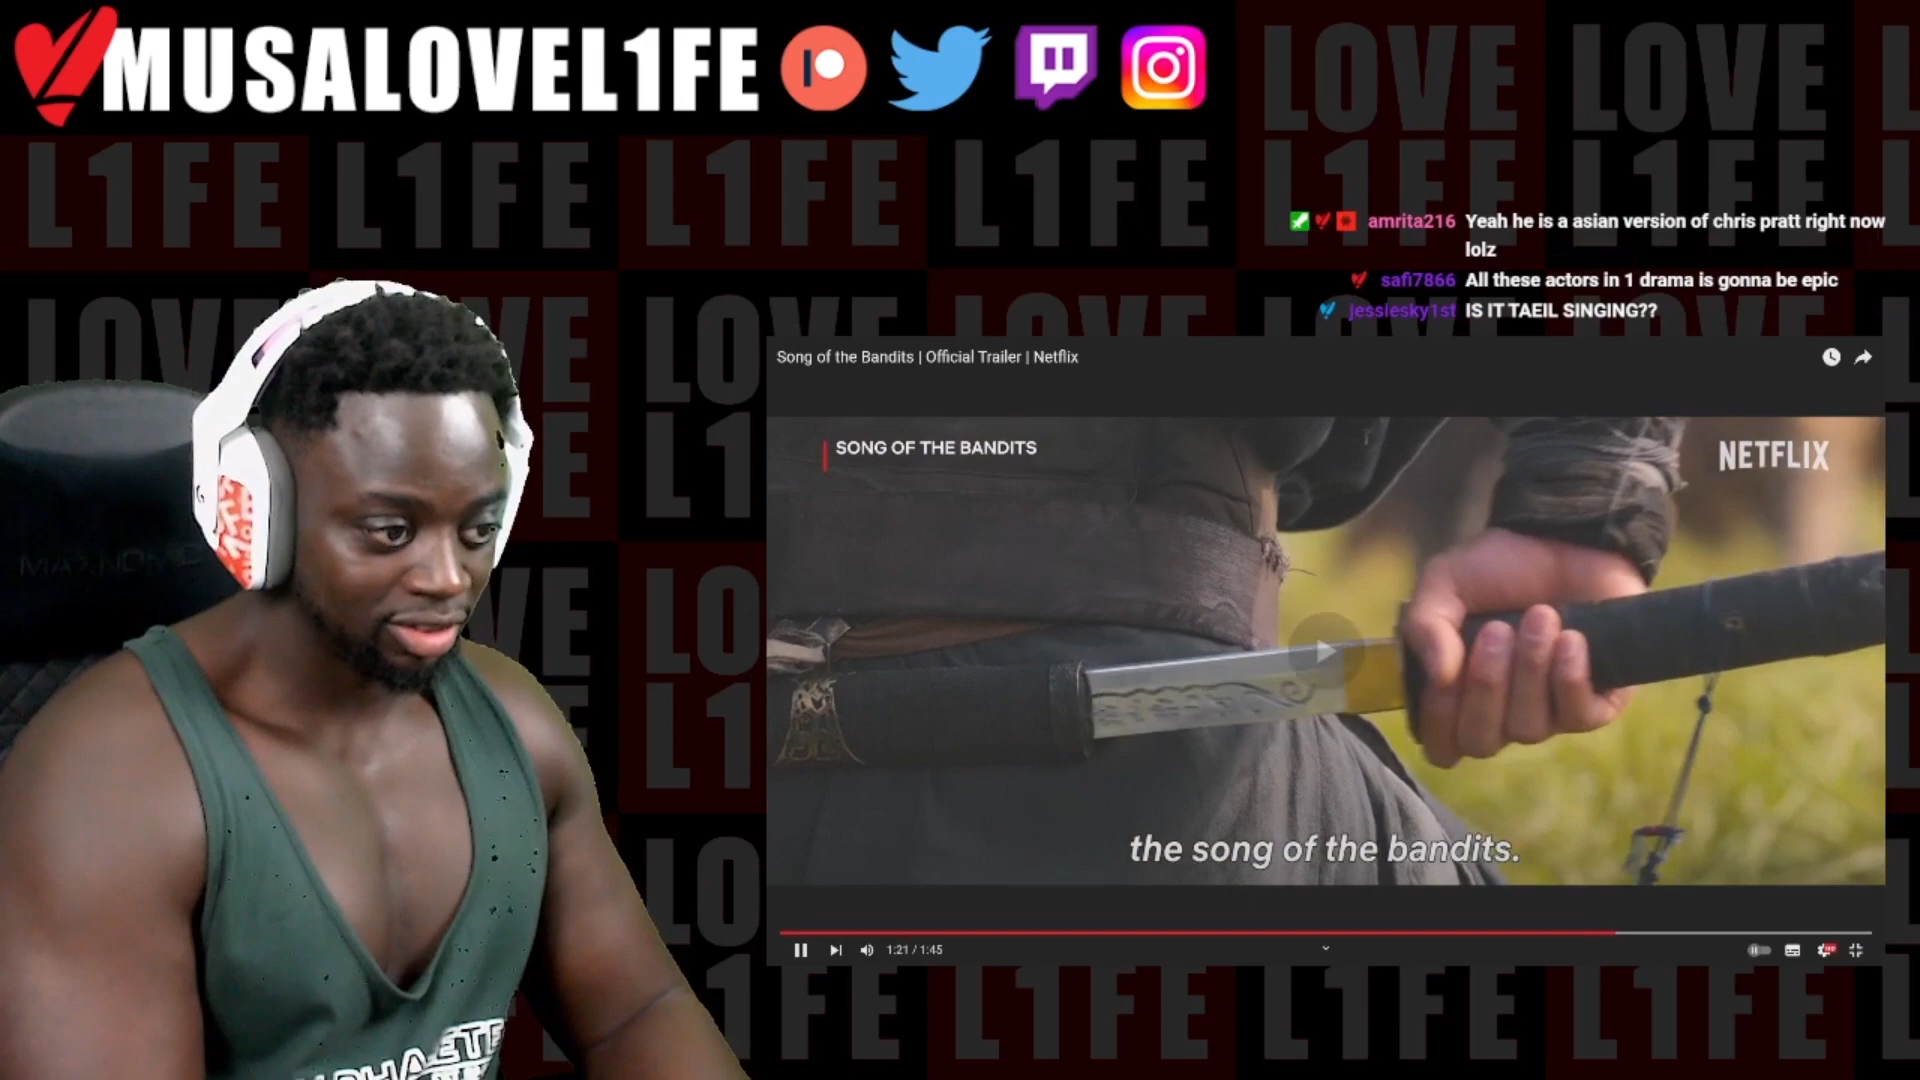 MUSALOVEL1FE
LOVE LOVE
L1FE L1FE L1FE L1FE L1FE L1FE L
amrita216 Yeah he is a asian version of chris pratt right now
lolz
safi7866 All these actors in 1 drama is gonna be epic
jessiesky1st IS IT TAEIL SINGING??
Song of the Bandits | Official Trailer | Netflix
SONG OF THE BANDITS
NETFLIX
the song of the bandits.
1:21 / 1:45